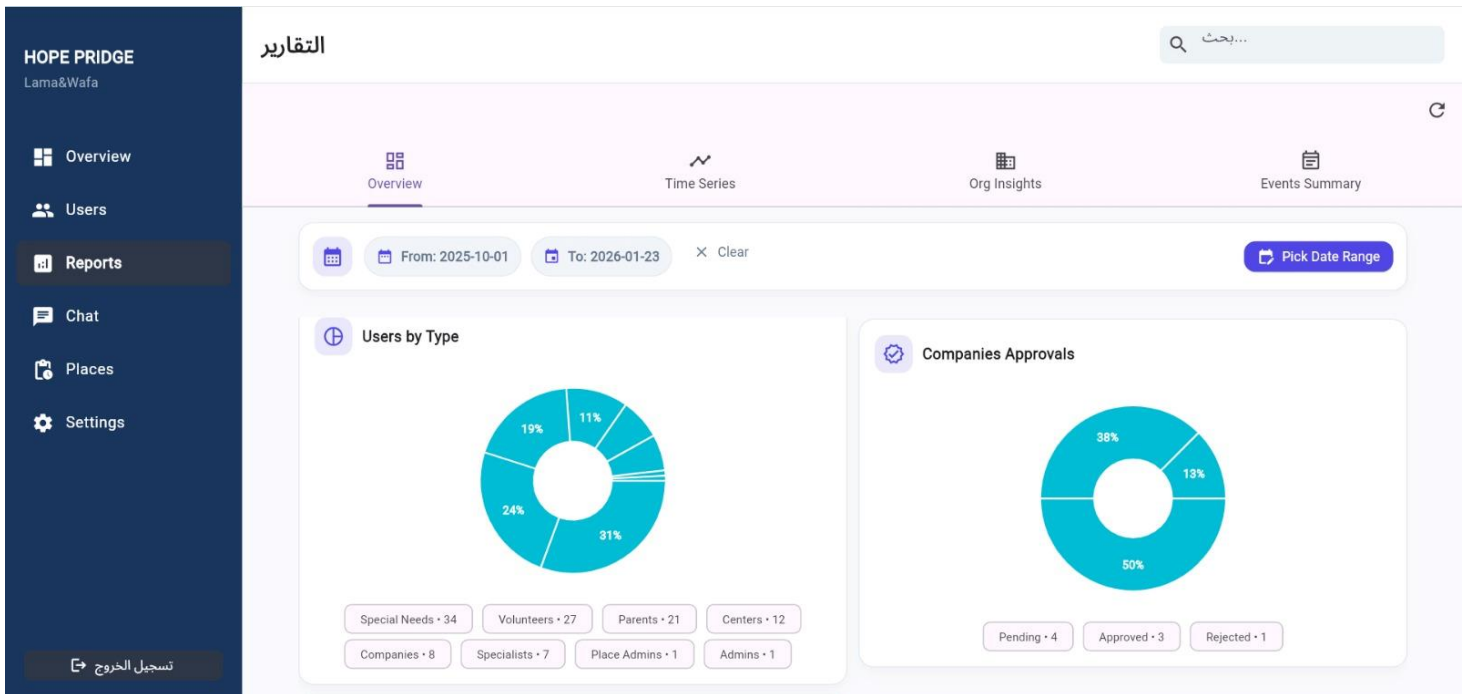 HOPE PRIDGE
Lama&Wafa
Overview
Users
Reports
Chat
Places
Settings
تسجيل الخروج
التقارير
بحث...
Overview
Time Series
Org Insights
Events Summary
From: 2025-10-01
To: 2026-01-23
Clear
Pick Date Range
Users by Type
11%
19%
24%
31%
Special Needs • 34
Volunteers • 27
Parents • 21
Centers • 12
Companies • 8
Specialists • 7
Place Admins • 1
Admins • 1
Companies Approvals
38%
13%
50%
Pending • 4
Approved • 3
Rejected • 1